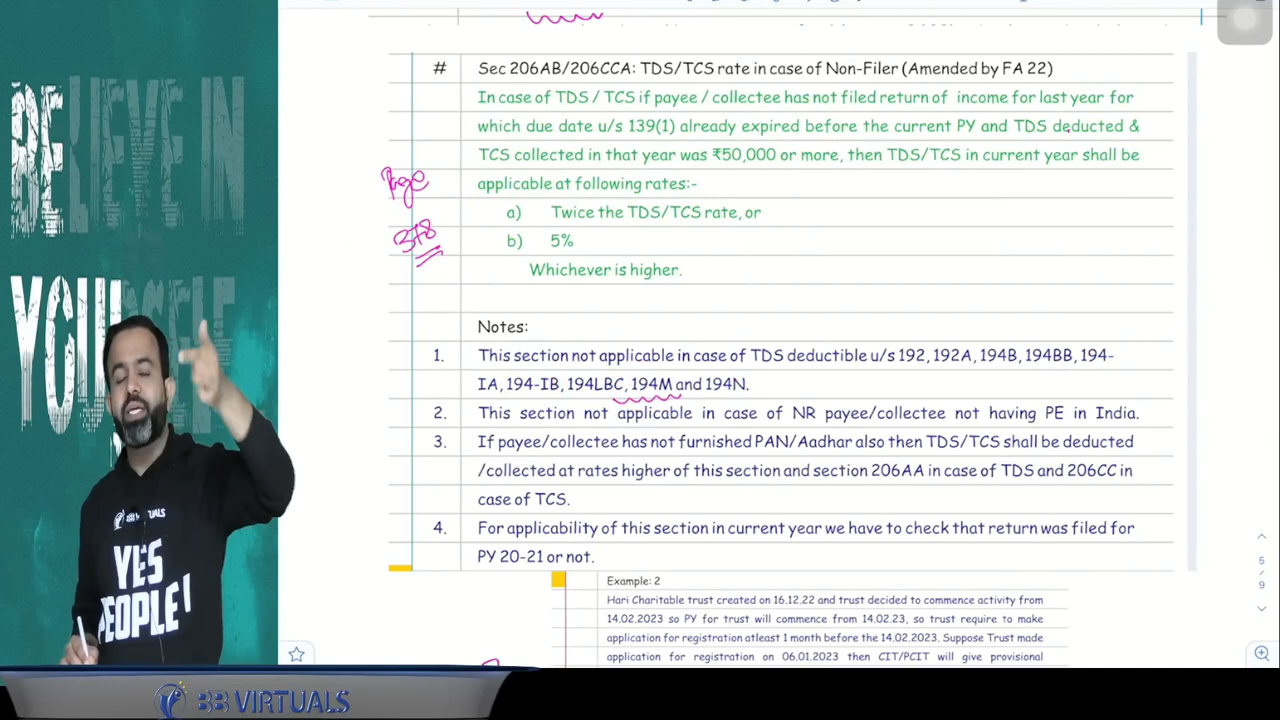 BELIEVE IN
YOURSELF
# Sec 206AB/206CCA: TDS/TCS rate in case of Non-Filer (Amended by FA 22)
In case of TDS / TCS if payee / collectee has not filed return of income for last year for
which due date u/s 139(1) already expired before the current PY and TDS deducted &
TCS collected in that year was ₹50,000 or more, then TDS/TCS in current year shall be
applicable at following rates:-
Page
378
a) Twice the TDS/TCS rate, or
b) 5%
Whichever is higher.
Notes:
1. This section not applicable in case of TDS deductible u/s 192, 192A, 194B, 194BB, 194-
IA, 194-IB, 194LBC, 194M and 194N.
2. This section not applicable in case of NR payee/collectee not having PE in India.
3. If payee/collectee has not furnished PAN/Aadhar also then TDS/TCS shall be deducted
/collected at rates higher of this section and section 206AA in case of TDS and 206CC in
case of TCS.
4. For applicability of this section in current year we have to check that return was filed for
PY 20-21 or not.
Example: 2
Hari Charitable trust created on 16.12.22 and trust decided to commence activity from
14.02.2023 so PY for trust will commence from 14.02.23, so trust require to make
application for registration atleast 1 month before the 14.02.2023. Suppose Trust made
application for registration on 06.01.2023 then CIT/PCIT will give provisional
5
/
9
YES
PEOPLE!
BB VIRTUALS